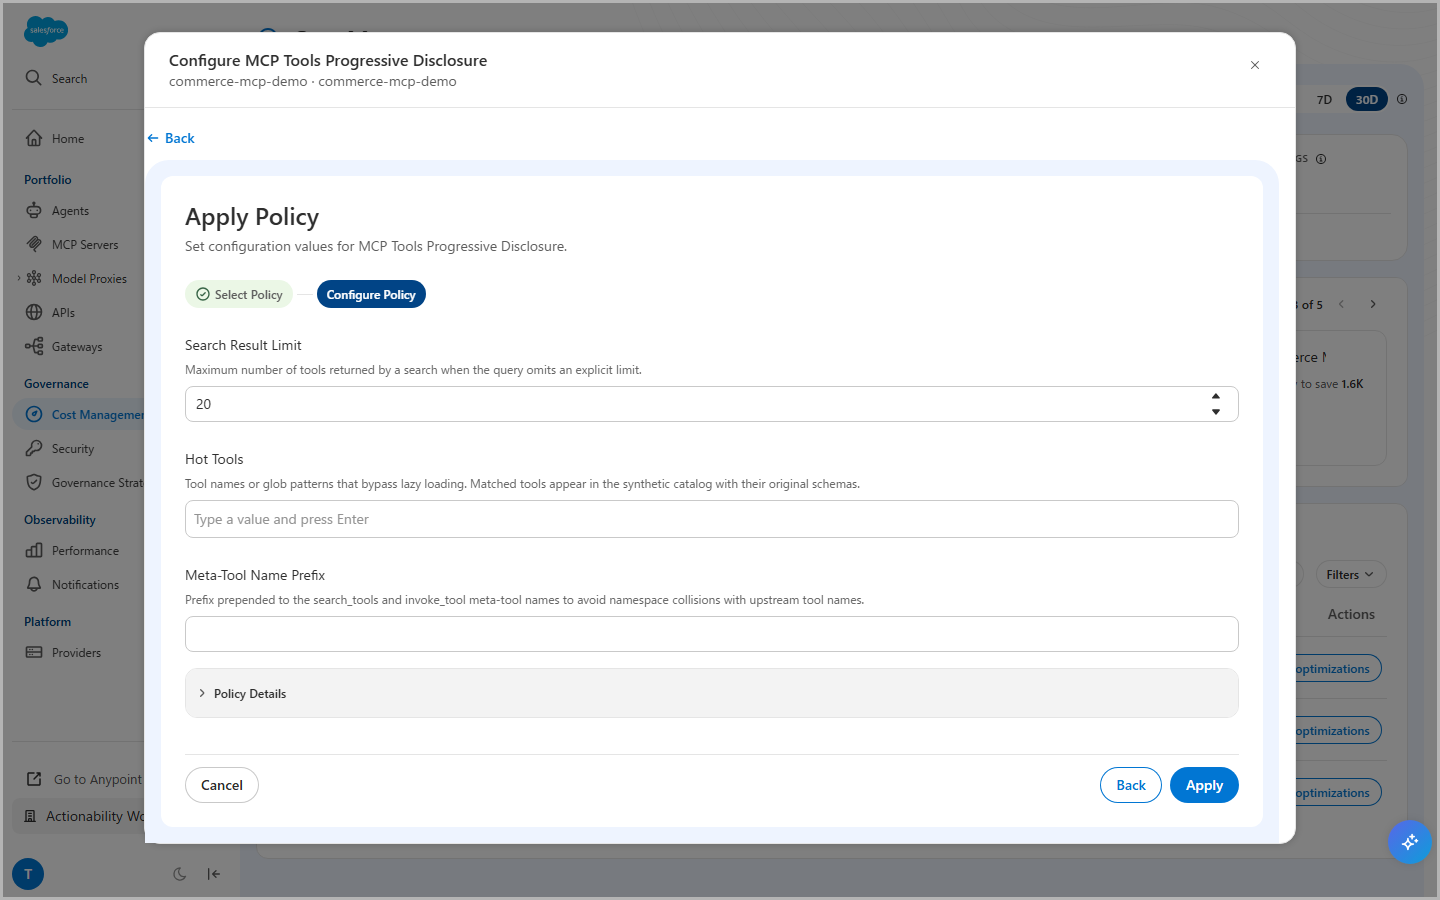 salesforce
Search
Home
Portfolio
Agents
MCP Servers
Model Proxies
APIs
Gateways
Governance
Cost Management
Security
Governance Strat
Observability
Performance
Notifications
Platform
Providers
Go to Anypoint
Actionability Wo
T
Configure MCP Tools Progressive Disclosure
commerce-mcp-demo · commerce-mcp-demo
Back
Apply Policy
Set configuration values for MCP Tools Progressive Disclosure.
Select Policy
Configure Policy
Search Result Limit
Maximum number of tools returned by a search when the query omits an explicit limit.
20
Hot Tools
Tool names or glob patterns that bypass lazy loading. Matched tools appear in the synthetic catalog with their original schemas.
Type a value and press Enter
Meta-Tool Name Prefix
Prefix prepended to the search_tools and invoke_tool meta-tool names to avoid namespace collisions with upstream tool names.
Policy Details
Cancel
Back
Apply
7D
30D
GS
of 5
erce
to save 1.6K
Filters
Actions
optimizations
optimizations
optimizations